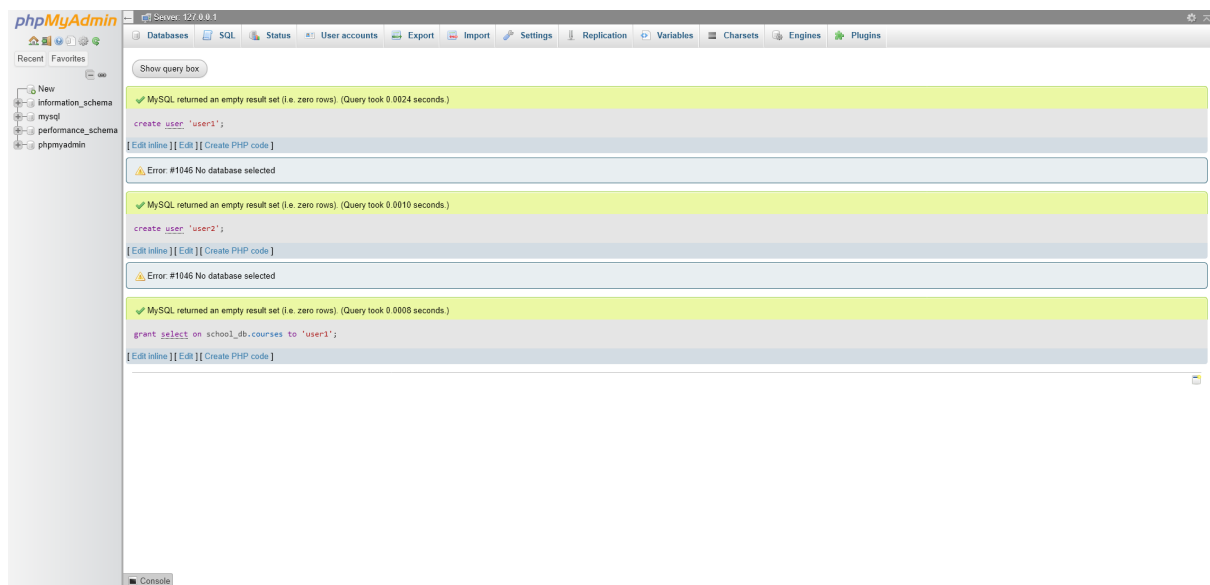 phpMyAdmin
Server: 127.0.0.1
Databases SQL Status User accounts Export Import Settings Replication Variables Charsets Engines Plugins
Recent Favorites
New
information_schema
mysql
performance_schema
phpmyadmin
Show query box
MySQL returned an empty result set (i.e. zero rows). (Query took 0.0024 seconds.)
create user 'user1';
[ Edit inline ] [ Edit ] [ Create PHP code ]
Error: #1046 No database selected
MySQL returned an empty result set (i.e. zero rows). (Query took 0.0010 seconds.)
create user 'user2';
[ Edit inline ] [ Edit ] [ Create PHP code ]
Error: #1046 No database selected
MySQL returned an empty result set (i.e. zero rows). (Query took 0.0008 seconds.)
grant select on school_db.courses to 'user1';
[ Edit inline ] [ Edit ] [ Create PHP code ]
Console